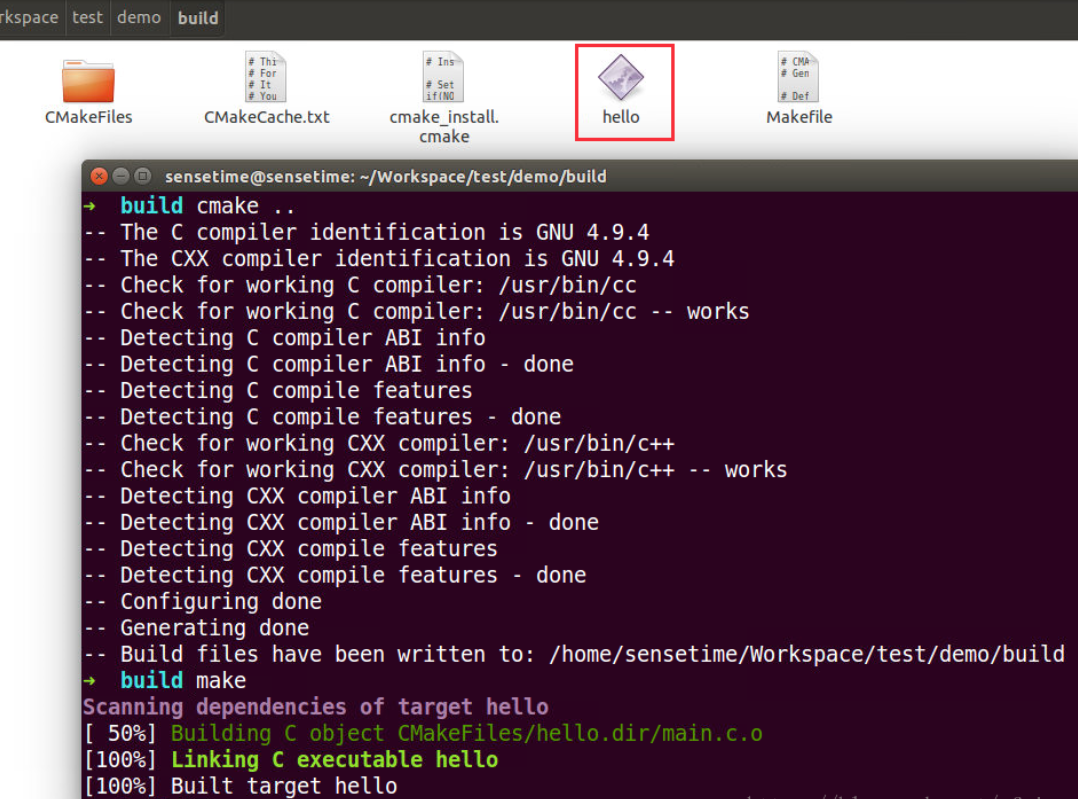 rkspace test demo build
# Thi
# For
# It
# You
# Ins
# Set
if(NO
# CMA
# Gen
# Def
CMakeFiles CMakeCache.txt cmake_install. hello Makefile
cmake
sensetime@sensetime: ~/Workspace/test/demo/build
➜ build cmake ..
-- The C compiler identification is GNU 4.9.4
-- The CXX compiler identification is GNU 4.9.4
-- Check for working C compiler: /usr/bin/cc
-- Check for working C compiler: /usr/bin/cc -- works
-- Detecting C compiler ABI info
-- Detecting C compiler ABI info - done
-- Detecting C compile features
-- Detecting C compile features - done
-- Check for working CXX compiler: /usr/bin/c++
-- Check for working CXX compiler: /usr/bin/c++ -- works
-- Detecting CXX compiler ABI info
-- Detecting CXX compiler ABI info - done
-- Detecting CXX compile features
-- Detecting CXX compile features - done
-- Configuring done
-- Generating done
-- Build files have been written to: /home/sensetime/Workspace/test/demo/build
➜ build make
Scanning dependencies of target hello
[ 50%] Building C object CMakeFiles/hello.dir/main.c.o
[100%] Linking C executable hello
[100%] Built target hello